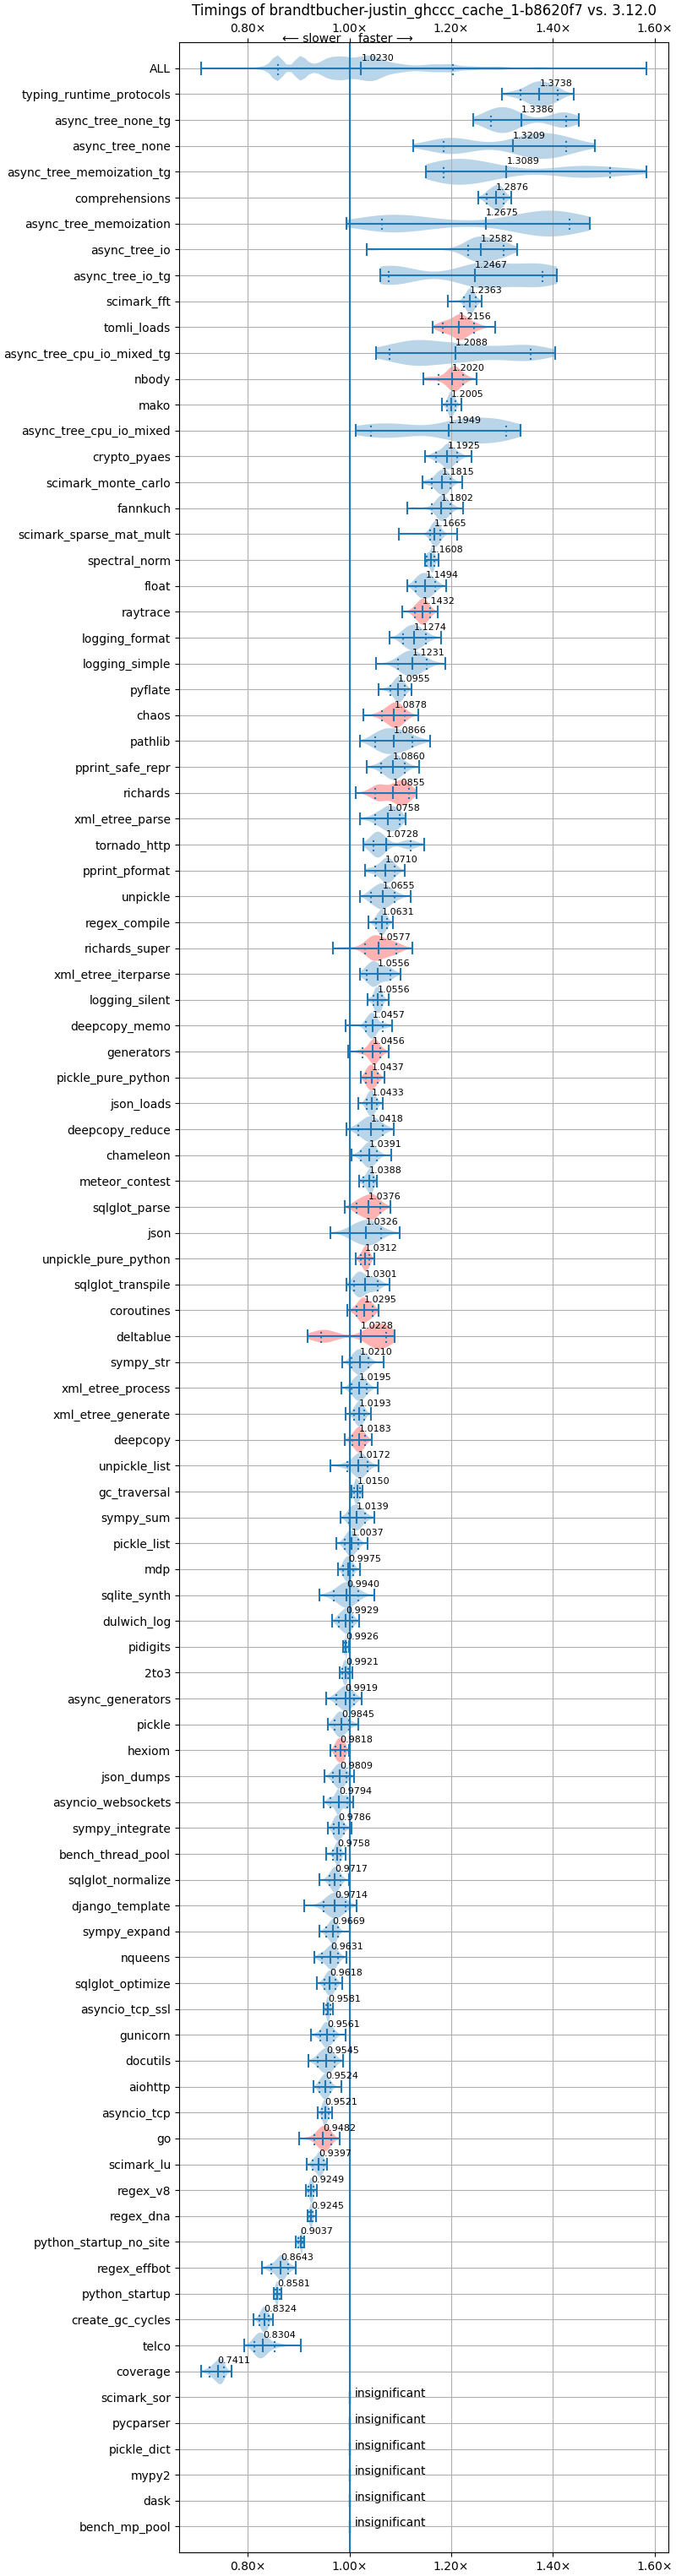 Timings of brandtbucher-justin_ghccc_cache_1-b8620f7 vs. 3.12.0
0.80× 1.00× 1.20× 1.40× 1.60×
⟵ slower faster ⟶
ALL 1.0230
typing_runtime_protocols 1.3738
async_tree_none_tg 1.3386
async_tree_none 1.3209
async_tree_memoization_tg 1.3089
comprehensions 1.2876
async_tree_memoization 1.2675
async_tree_io 1.2582
async_tree_io_tg 1.2467
scimark_fft 1.2363
tomli_loads 1.2156
async_tree_cpu_io_mixed_tg 1.2088
nbody 1.2020
mako 1.2005
async_tree_cpu_io_mixed 1.1949
crypto_pyaes 1.1925
scimark_monte_carlo 1.1815
fannkuch 1.1802
scimark_sparse_mat_mult 1.1665
spectral_norm 1.1608
float 1.1494
raytrace 1.1432
logging_format 1.1274
logging_simple 1.1231
pyflate 1.0955
chaos 1.0878
pathlib 1.0866
pprint_safe_repr 1.0860
richards 1.0855
xml_etree_parse 1.0758
tornado_http 1.0728
pprint_pformat 1.0710
unpickle 1.0655
regex_compile 1.0631
richards_super 1.0577
xml_etree_iterparse 1.0556
logging_silent 1.0556
deepcopy_memo 1.0457
generators 1.0456
pickle_pure_python 1.0437
json_loads 1.0433
deepcopy_reduce 1.0418
chameleon 1.0391
meteor_contest 1.0388
sqlglot_parse 1.0376
json 1.0326
unpickle_pure_python 1.0312
sqlglot_transpile 1.0301
coroutines 1.0295
deltablue 1.0228
sympy_str 1.0210
xml_etree_process 1.0195
xml_etree_generate 1.0193
deepcopy 1.0183
unpickle_list 1.0172
gc_traversal 1.0150
sympy_sum 1.0139
pickle_list 1.0037
mdp 0.9975
sqlite_synth 0.9940
dulwich_log 0.9929
pidigits 0.9926
2to3 0.9921
async_generators 0.9919
pickle 0.9845
hexiom 0.9818
json_dumps 0.9809
asyncio_websockets 0.9794
sympy_integrate 0.9786
bench_thread_pool 0.9758
sqlglot_normalize 0.9717
django_template 0.9714
sympy_expand 0.9669
nqueens 0.9631
sqlglot_optimize 0.9618
asyncio_tcp_ssl 0.9581
gunicorn 0.9561
docutils 0.9545
aiohttp 0.9524
asyncio_tcp 0.9521
go 0.9482
scimark_lu 0.9397
regex_v8 0.9249
regex_dna 0.9245
python_startup_no_site 0.9037
regex_effbot 0.8643
python_startup 0.8581
create_gc_cycles 0.8324
telco 0.8304
coverage 0.7411
scimark_sor insignificant
pycparser insignificant
pickle_dict insignificant
mypy2 insignificant
dask insignificant
bench_mp_pool insignificant
0.80× 1.00× 1.20× 1.40× 1.60×